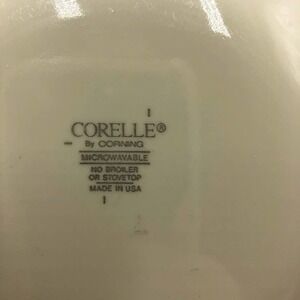 CORELLE®
By CORNING
MICROWAVABLE
NO BROILER
OR STOVETOP
MADE IN USA